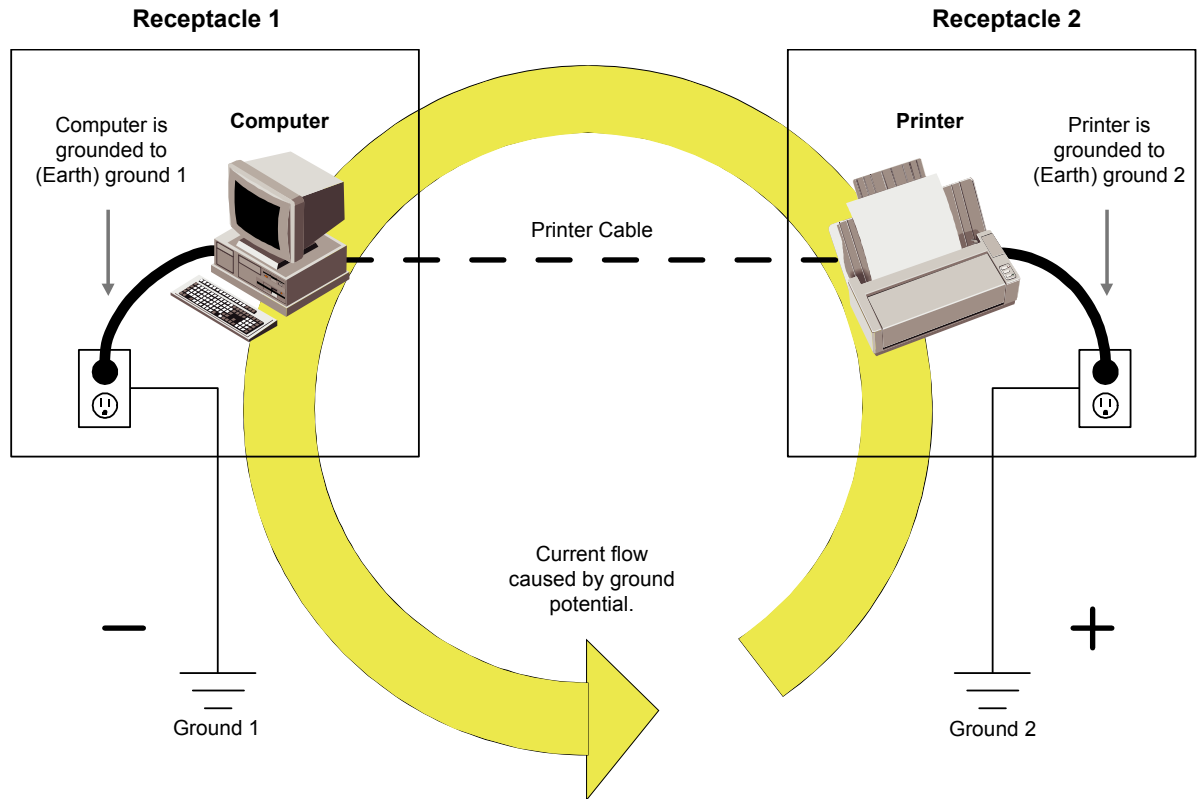 Receptacle 1
Receptacle 2
Computer is
grounded to
(Earth) ground 1
Computer
Printer
Printer is
grounded to
(Earth) ground 2
Printer Cable
Current flow
caused by ground
potential.
−
+
Ground 1
Ground 2